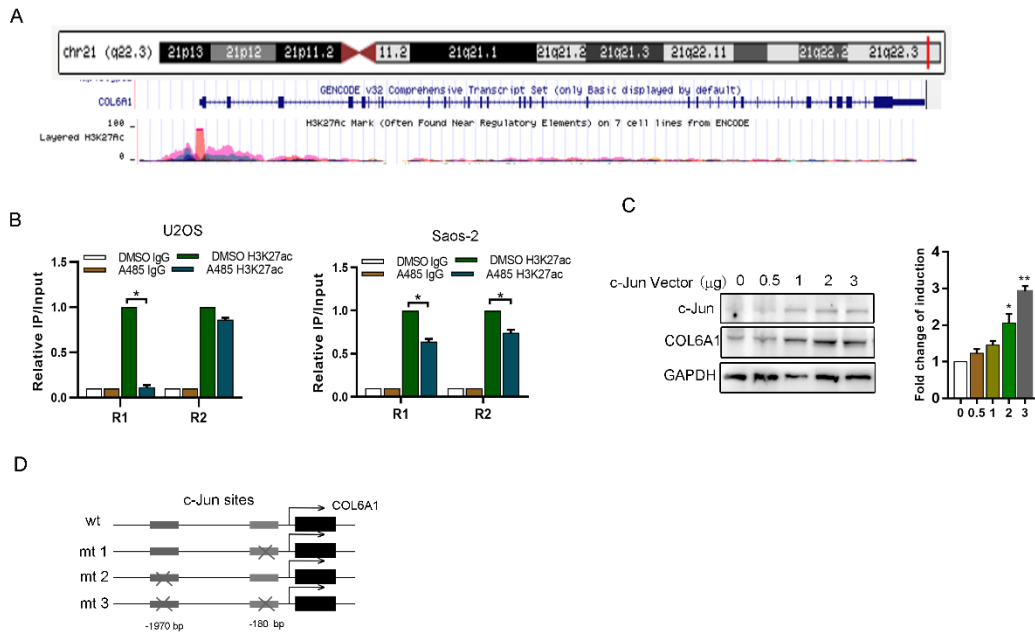 A
chr21 (q22.3) 21p13 21p12 21p11.2 11.2 21q21.1 21q21.2 21q21.3 21q22.11 21q22.2 21q22.3
GENCODE v32 Comprehensive Transcript Set (only Basic displayed by default)
COL6A1
100
H3K27Ac Mark (Often Found Near Regulatory Elements) on 7 cell lines from ENCODE
Layered H3K27Ac
0
B
U2OS
DMSO IgG DMSO H3K27ac
A485 IgG A485 H3K27ac
Relative IP/Input
1.5
1.0
0.5
0.0
*
R1 R2
Saos-2
DMSO IgG DMSO H3K27ac
A485 IgG A485 H3K27ac
Relative IP/Input
1.5
1.0
0.5
0.0
* *
R1 R2
C
c-Jun Vector (μg) 0 0.5 1 2 3
c-Jun
COL6A1
GAPDH
Fold change of induction
4
3
2
1
0
* **
0 0.5 1 2 3
D
c-Jun sites
COL6A1
wt
mt 1
mt 2
mt 3
-1970 bp -180 bp